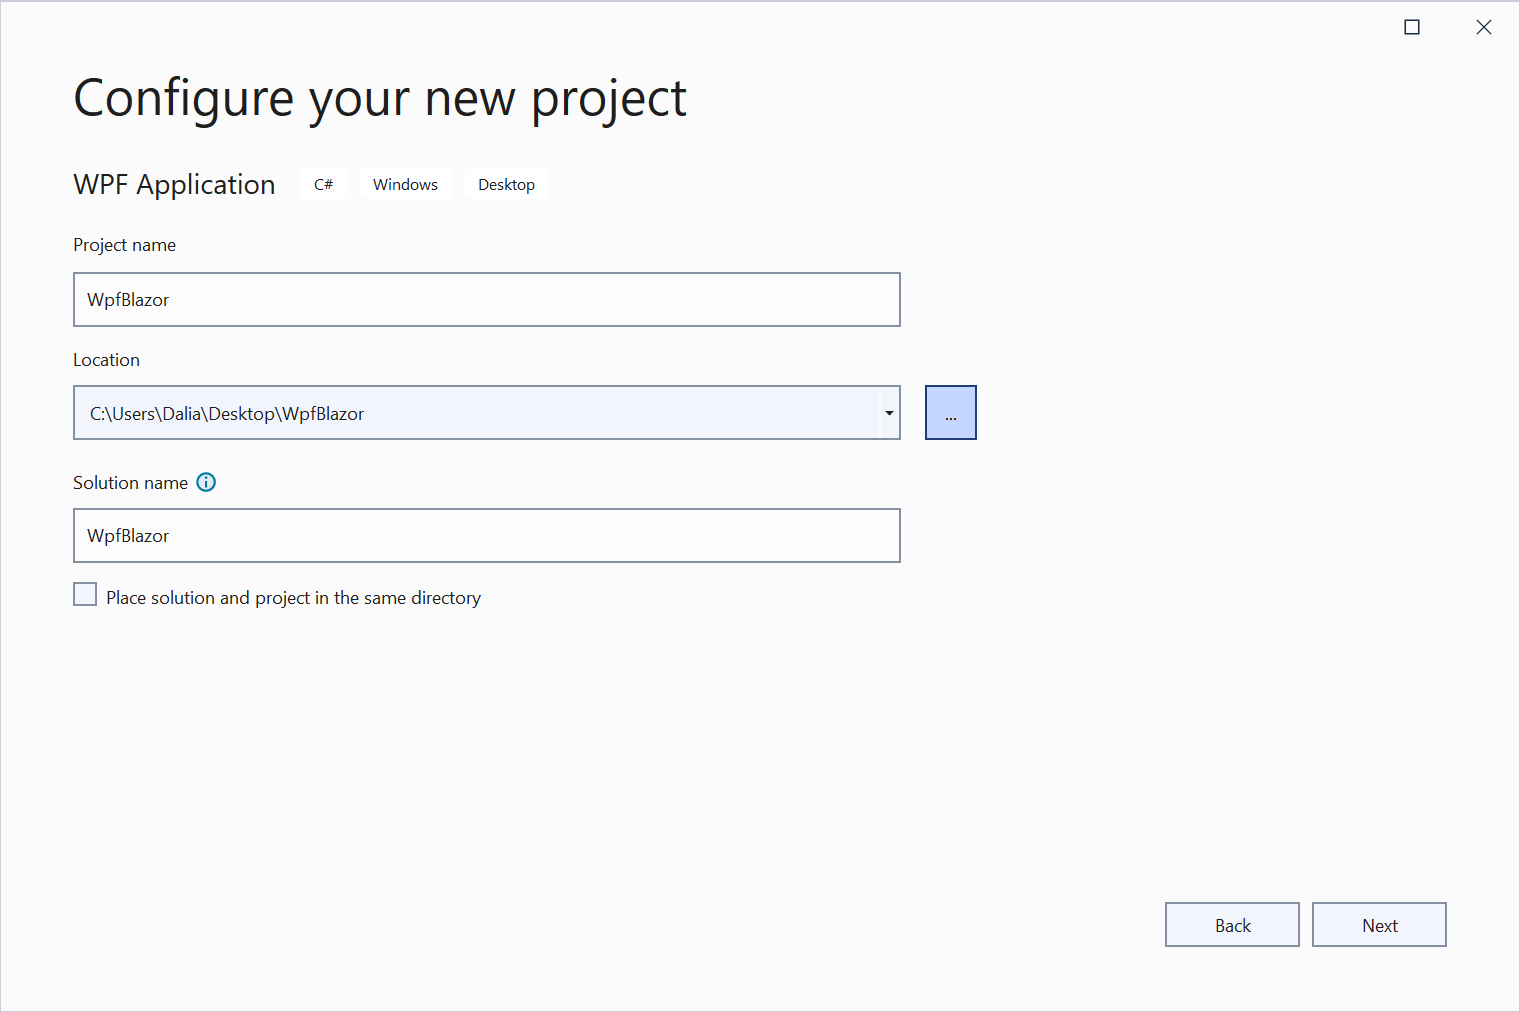 Configure your new project
WPF Application C# Windows Desktop
Project name
WpfBlazor
Location
C:\Users\Dalia\Desktop\WpfBlazor ...
Solution name
WpfBlazor
Place solution and project in the same directory
Back Next